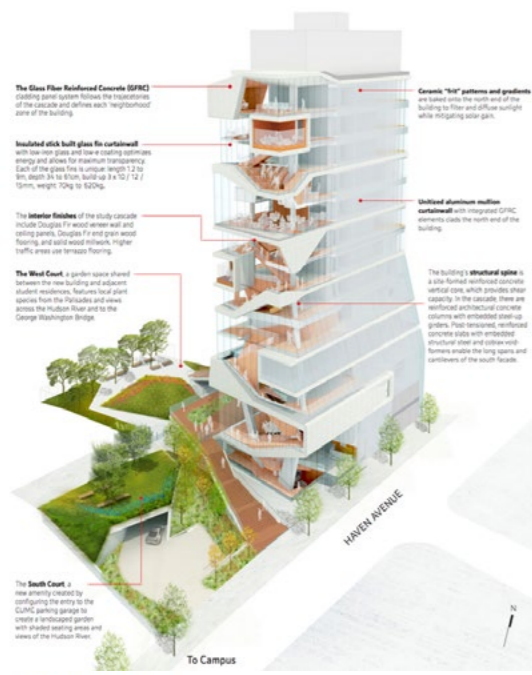 The Glass Fiber Reinforced Concrete (GFRC)
cladding panel system follows the trajectories
of the cascade and defines each 'neighborhood'
zone of the building.
Insulated stick built glass fin curtainwall
with low-iron glass and low-e coating optimizes
energy and allows for maximum transparency.
Each of the glass fins is unique: length 1.2 to
9m, depth 34 to 61cm, build-up 3 x 10 / 12 /
15mm, weight 70kg to 620kg.
The interior finishes of the study cascade
include Douglas Fir wood veneer wall and
ceiling panels, Douglas Fir end grain wood
flooring, and solid wood millwork. Higher
traffic areas use terrazzo flooring.
The West Court, a garden space shared
between the new building and adjacent
student residences, features local plant
species from the Palisades and views
across the Hudson River and to the
George Washington Bridge.
The South Court, a
new amenity created by
configuring the entry to the
CUMC parking garage to
create a landscaped garden
with shaded seating areas and
views of the Hudson River.
Ceramic "frit" patterns and gradients
are baked onto the north end of the
building to filter and diffuse sunlight
while mitigating solar gain.
Unitized aluminum mullion
curtainwall with integrated GFRC
elements clads the north end of the
building.
The building's structural spine is
a site-formed reinforced concrete
vertical core, which provides shear
capacity. In the cascade, there are
reinforced architectural concrete
columns with embedded steel-up
girders. Post-tensioned, reinforced
concrete slabs with embedded
structural steel and cobiax void-
formers enable the long spans and
cantilevers of the south facade.
HAVEN AVENUE
N
To Campus